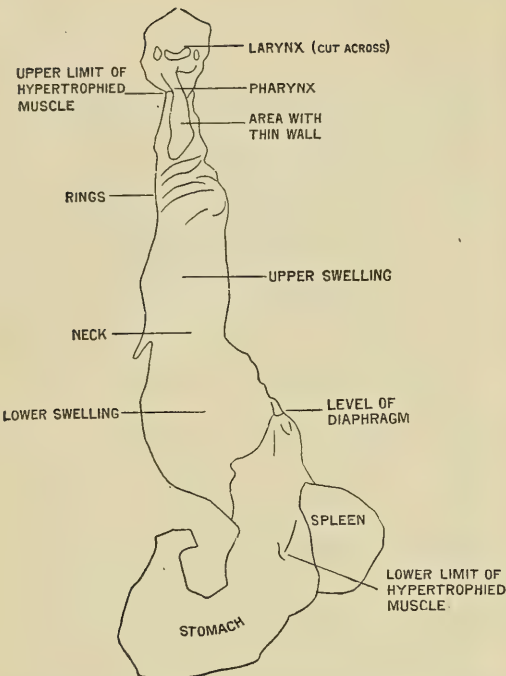 LARYNX (CUT ACROSS)
UPPER LIMIT OF
HYPERTROPHIED
MUSCLE
PHARYNX
AREA WITH
THIN WALL
RINGS
UPPER SWELLING
NECK
LOWER SWELLING
LEVEL OF
DIAPHRAGM
SPLEEN
LOWER LIMIT OF
HYPERTROPHIED
MUSCLE
STOMACH